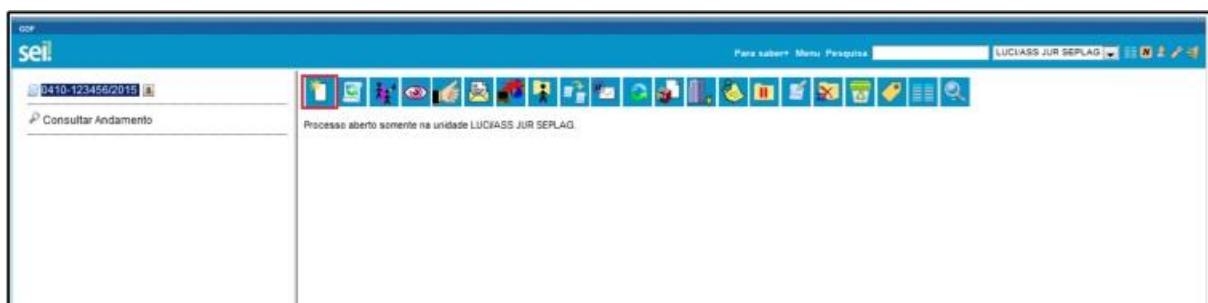 GDF
sei!
Para saber+ Menu Pesquisa
LUCI/ASS JUR SEPLAG
N
0410-123456/2015
Consultar Andamento
Processo aberto somente na unidade LUCI/ASS JUR SEPLAG.